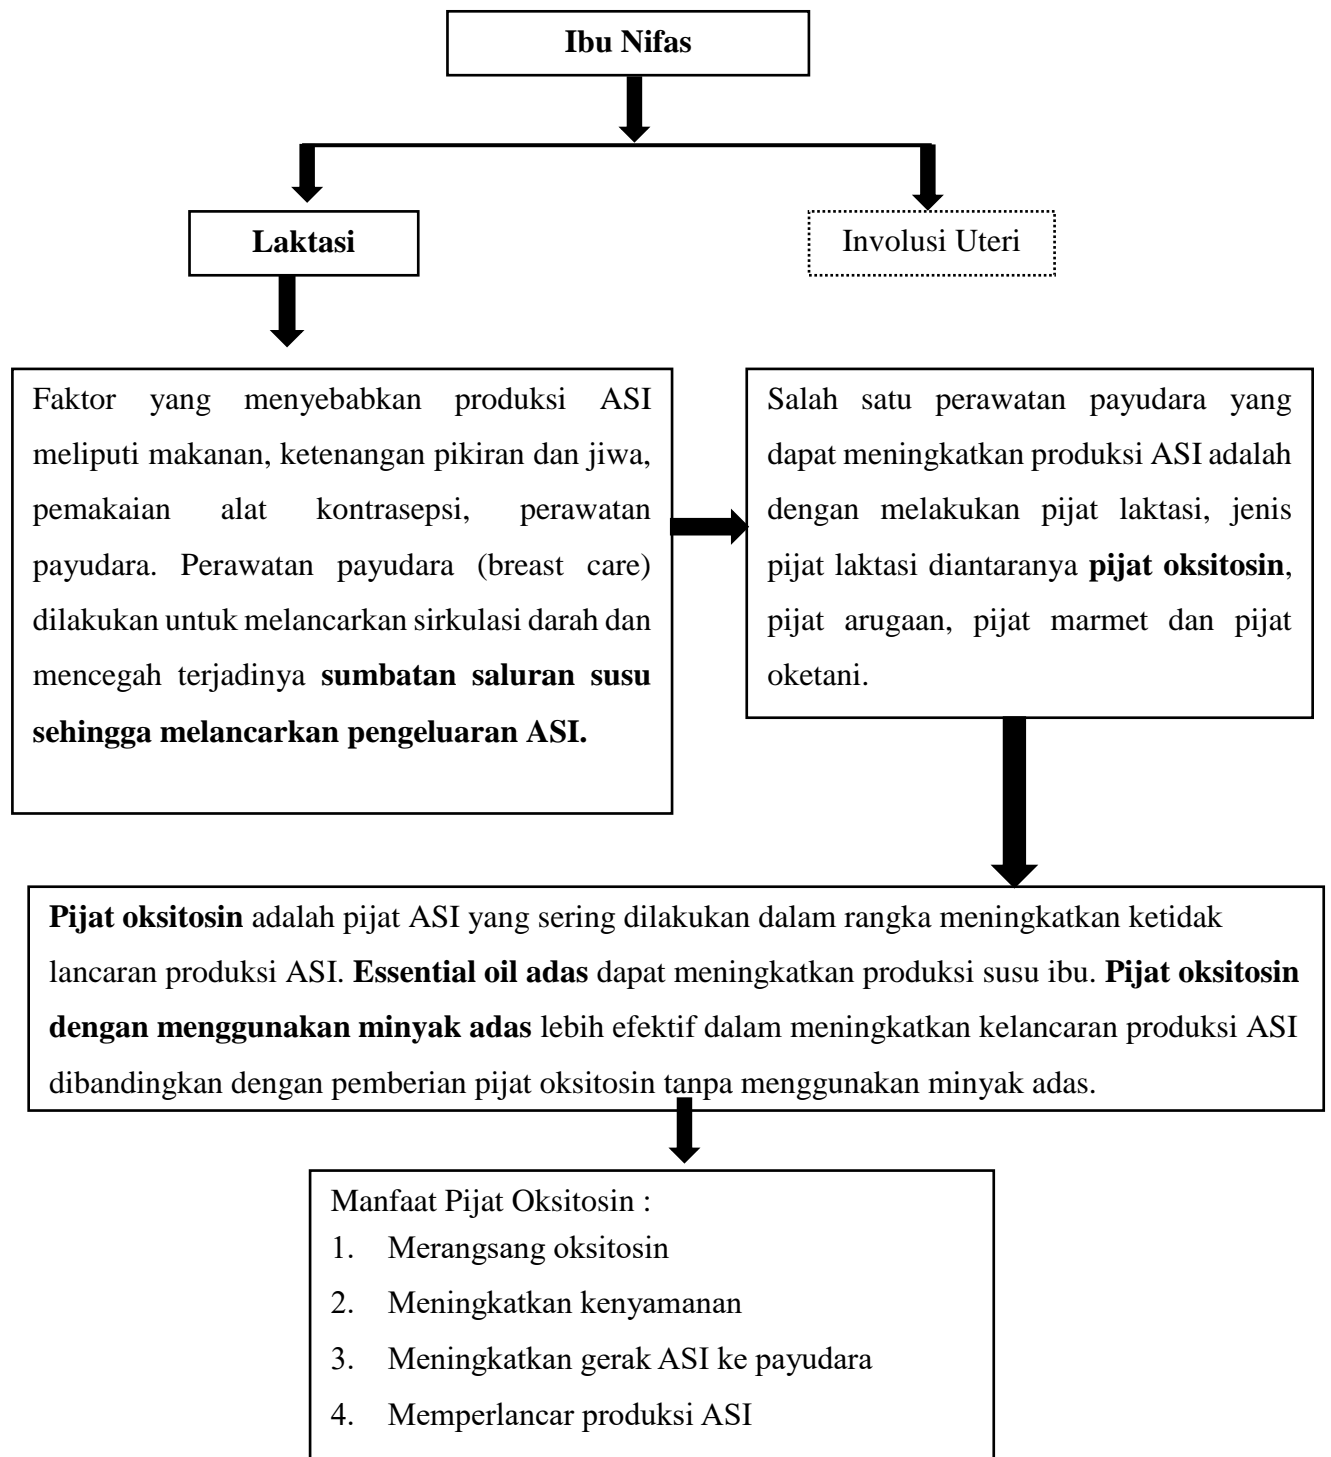 Ibu Nifas
Laktasi
Involusi Uteri
Faktor yang menyebabkan produksi ASI
meliputi makanan, ketenangan pikiran dan jiwa,
pemakaian alat kontrasepsi, perawatan
payudara. Perawatan payudara (breast care)
dilakukan untuk melancarkan sirkulasi darah dan
mencegah terjadinya sumbatan saluran susu
sehingga melancarkan pengeluaran ASI.
Salah satu perawatan payudara yang
dapat meningkatkan produksi ASI adalah
dengan melakukan pijat laktasi, jenis
pijat laktasi diantaranya pijat oksitosin,
pijat arugaan, pijat marmet dan pijat
oketani.
Pijat oksitosin adalah pijat ASI yang sering dilakukan dalam rangka meningkatkan ketidak
lancaran produksi ASI. Essential oil adas dapat meningkatkan produksi susu ibu. Pijat oksitosin
dengan menggunakan minyak adas lebih efektif dalam meningkatkan kelancaran produksi ASI
dibandingkan dengan pemberian pijat oksitosin tanpa menggunakan minyak adas.
Manfaat Pijat Oksitosin :
1. Merangsang oksitosin
2. Meningkatkan kenyamanan
3. Meningkatkan gerak ASI ke payudara
4. Memperlancar produksi ASI